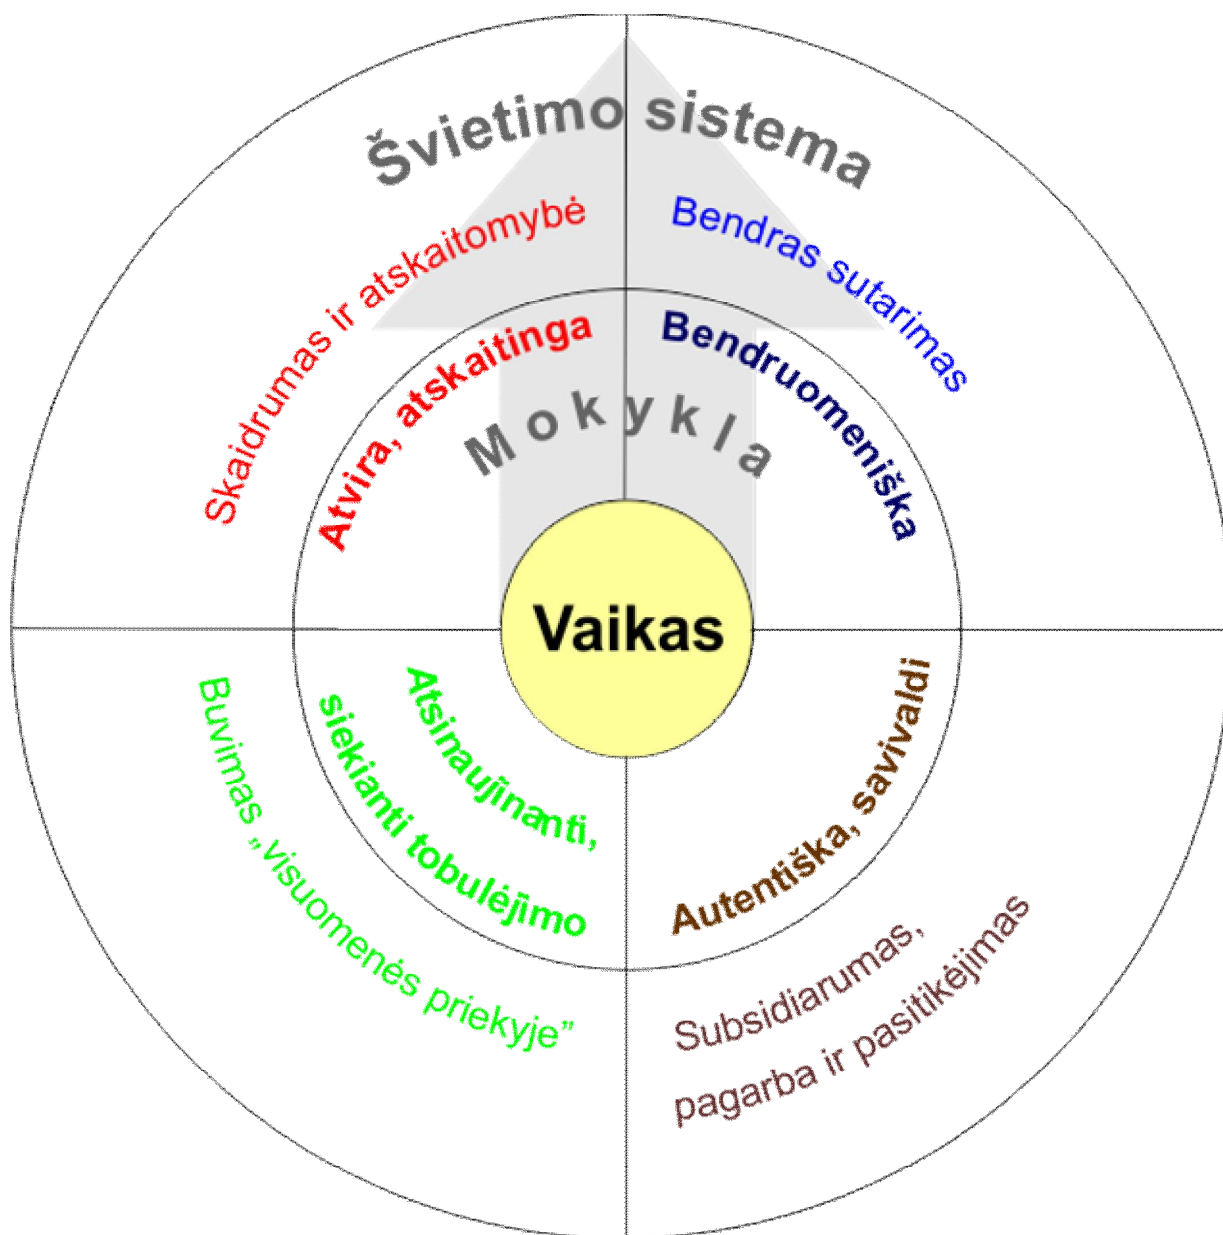 Švietimo sistema
Skaidrumas ir atskaitomybė
Bendras sutarimas
Atvira, atskaitinga
Bendruomeniška
Mokykla
Vaikas
Atsinaujinanti,
siekianti tobulėjimo
Autentiška, savivaldi
Buvimas „visuomenės priekyje”
Subsidiarumas,
pagarba ir pasitikėjimas